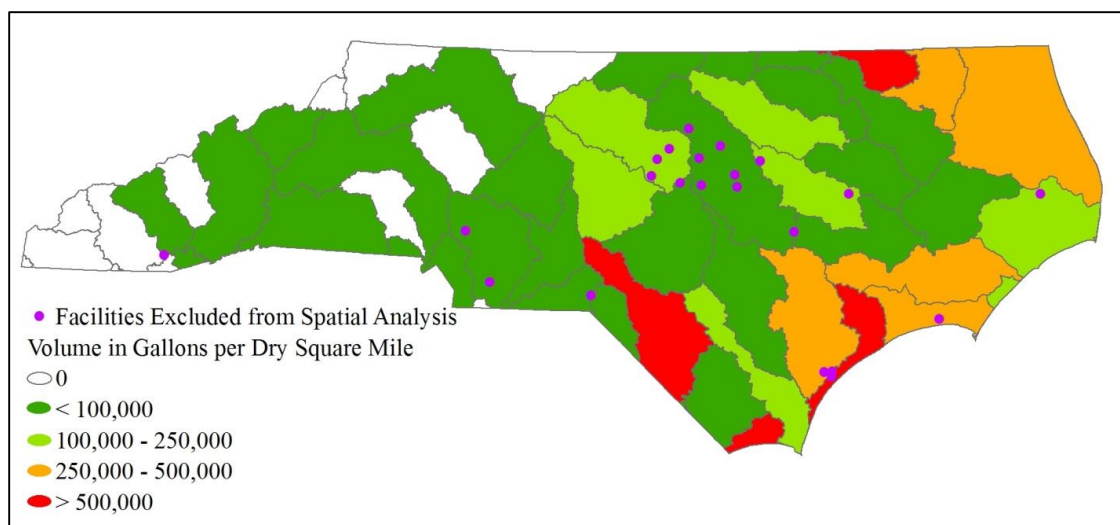 Facilities Excluded from Spatial Analysis
Volume in Gallons per Dry Square Mile
0
< 100,000
100,000 - 250,000
250,000 - 500,000
> 500,000